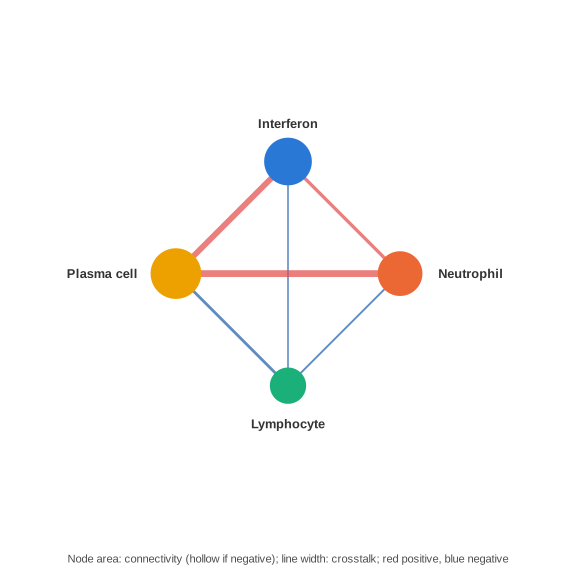 Interferon
Plasma cell
Neutrophil
Lymphocyte
Node area: connectivity (hollow if negative); line width: crosstalk; red positive, blue negative